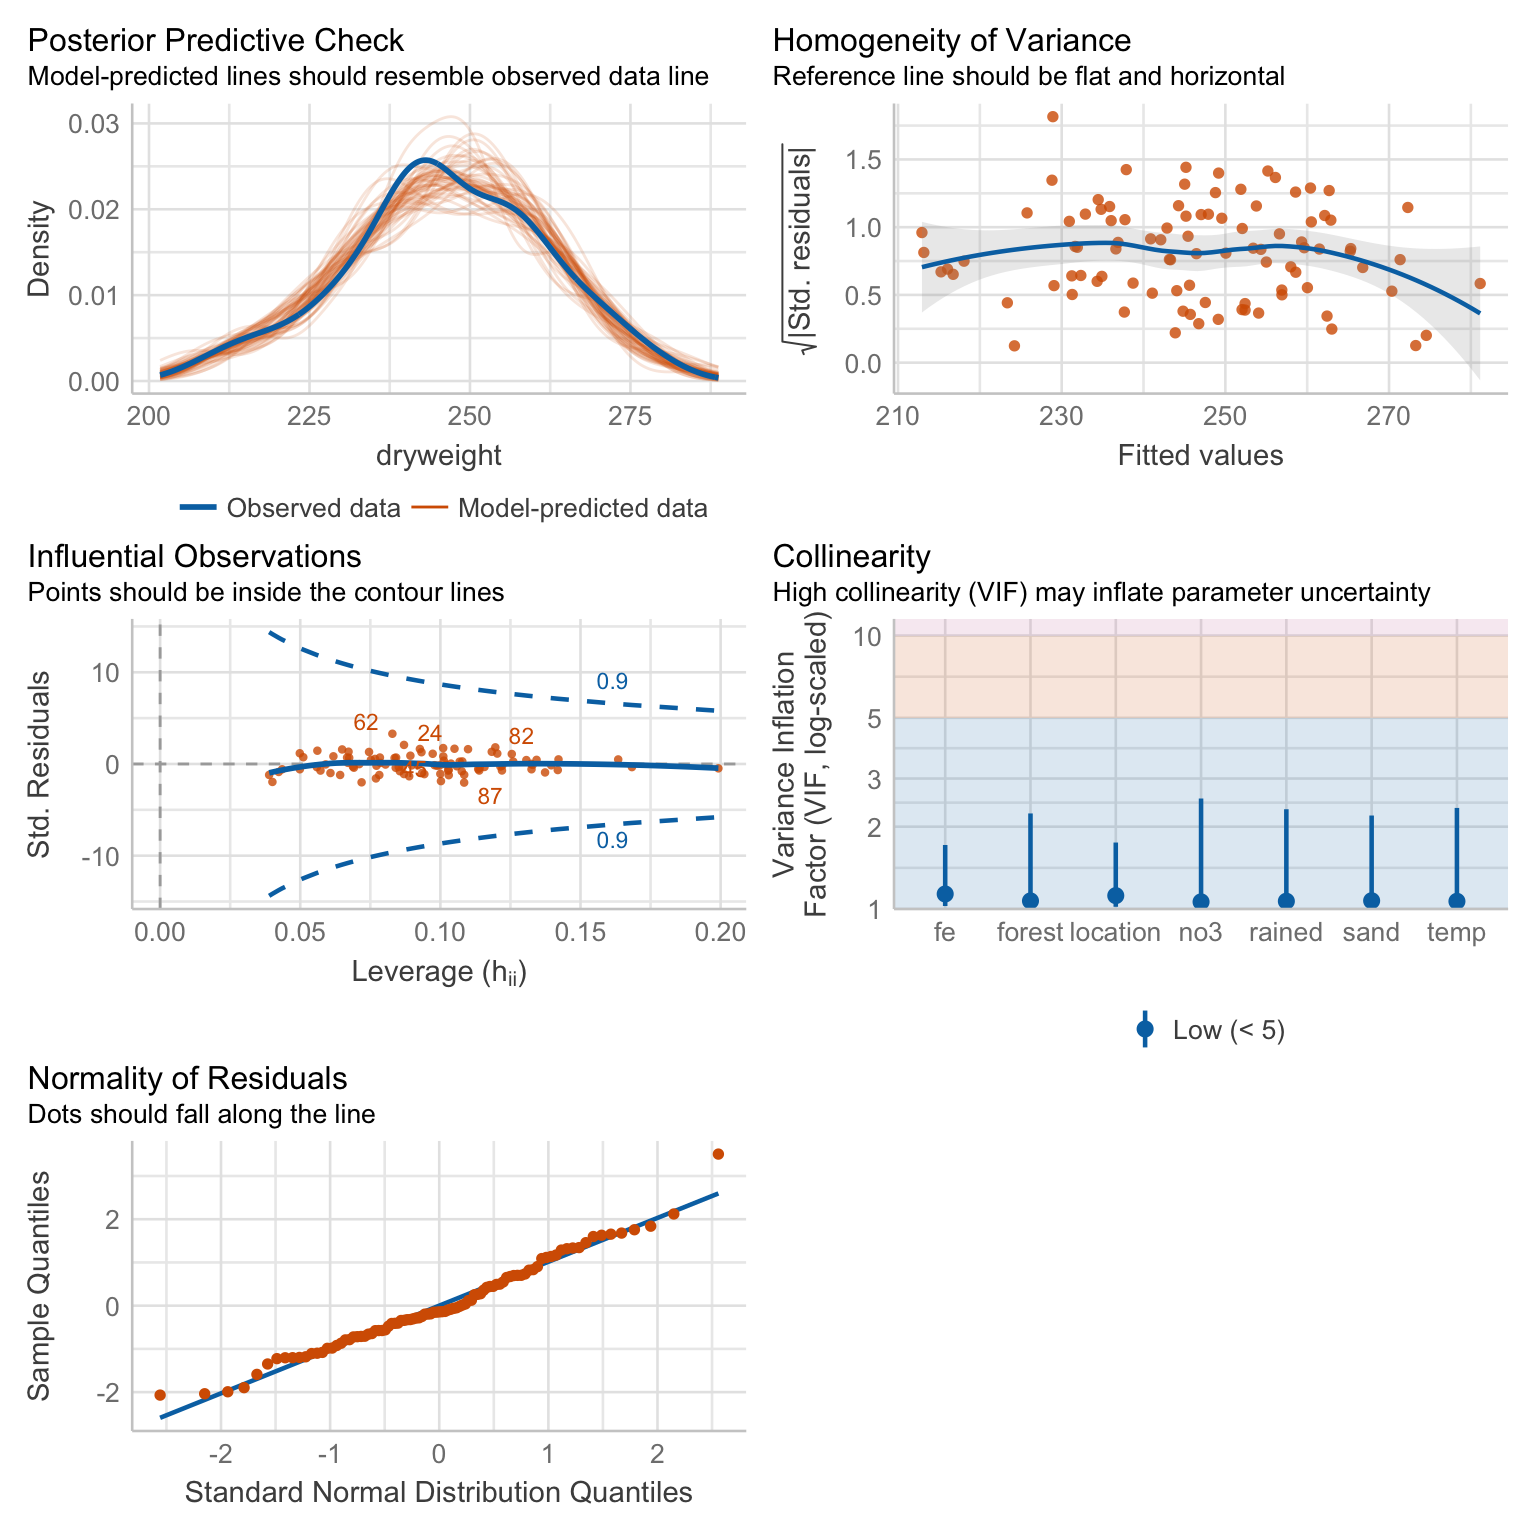 Posterior Predictive Check
Model-predicted lines should resemble observed data line
0.03
0.02
0.01
0.00
Density
200 225 250 275
dryweight
Observed data Model-predicted data
Homogeneity of Variance
Reference line should be flat and horizontal
1.5
1.0
0.5
0.0
√|Std. residuals|
210 230 250 270
Fitted values
Influential Observations
Points should be inside the contour lines
10
0
-10
Std. Residuals
0.9
62
24
82
87
0.9
0.00 0.05 0.10 0.15 0.20
Leverage (hii)
Collinearity
High collinearity (VIF) may inflate parameter uncertainty
Variance Inflation
Factor (VIF, log-scaled)
10
5
3
2
1
fe forest location no3 rained sand temp
Low (< 5)
Normality of Residuals
Dots should fall along the line
2
0
-2
Sample Quantiles
-2 -1 0 1 2
Standard Normal Distribution Quantiles